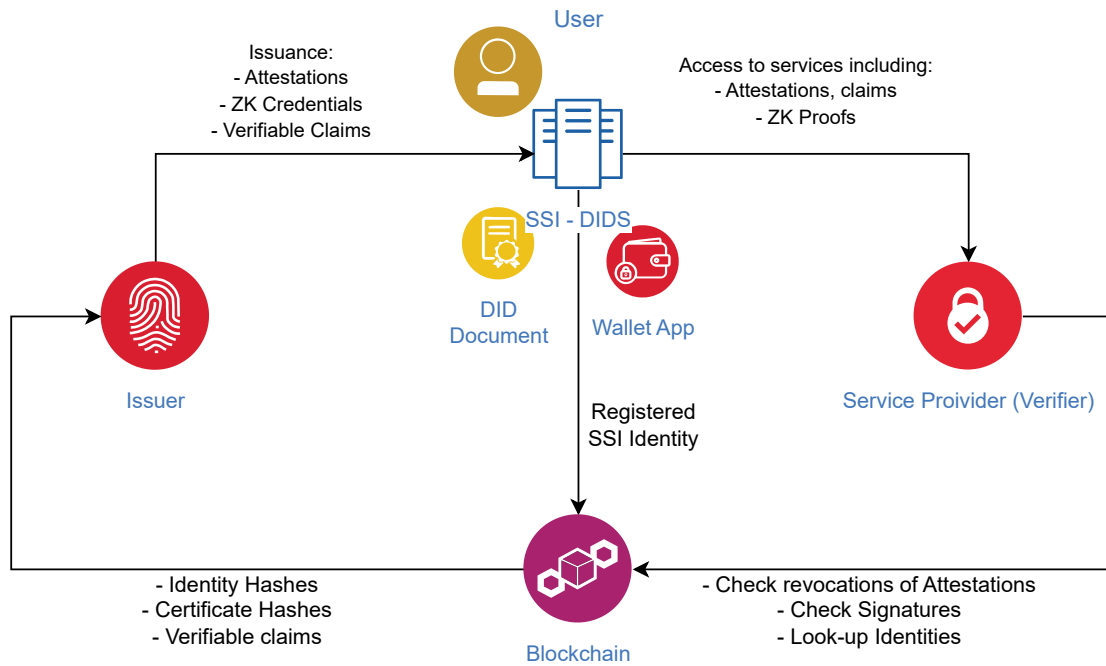 User
Issuance:
- Attestations
- ZK Credentials
- Verifiable Claims
Access to services including:
- Attestations, claims
- ZK Proofs
SSI - DIDS
DID
Document
Wallet App
Issuer
Service Proivider (Verifier)
Registered
SSI Identity
- Identity Hashes
- Certificate Hashes
- Verifiable claims
- Check revocations of Attestations
- Check Signatures
- Look-up Identities
Blockchain